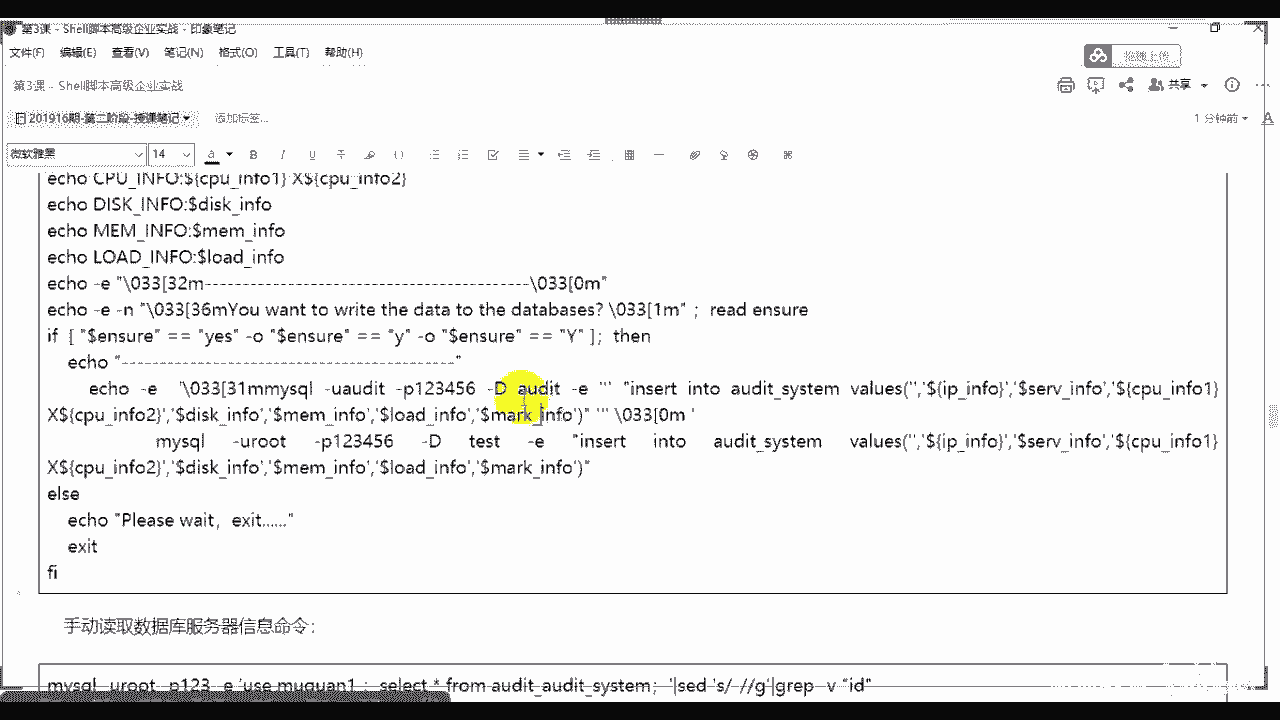 第3课 - Shell脚本高级企业实战 - 印象笔记
文件(F) 编辑(E) 查看(V) 笔记(N) 格式(O) 工具(T) 帮助(H)
拖拽上传
第3课 - Shell脚本高级企业实战
共享
201916期-第二阶段-授课笔记
添加标签...
1 分钟前
微软雅黑 14
echo CPU_INFO:${cpu_info1} X${cpu_info2}
echo DISK_INFO:$disk_info
echo MEM_INFO:$mem_info
echo LOAD_INFO:$load_info
echo -e "\033[32m------------------------------------------\033[0m"
echo -e -n "\033[36mYou want to write the data to the databases? \033[1m" ；read ensure
if [ "$ensure" == "yes" -o "$ensure" == "y" -o "$ensure" == "Y" ]；then
echo "------------------------------------------"
echo -e '\033[31mmysql -uaudit -p123456 -D audit -e ''' "insert into audit_system values('','${ip_info}','$serv_info','${cpu_info1}
X${cpu_info2}','$disk_info','$mem_info','$load_info','$mark_info')" ''' \033[0m '
mysql -uroot -p123456 -D test -e "insert into audit_system values('','${ip_info}','$serv_info','${cpu_info1}
X${cpu_info2}','$disk_info','$mem_info','$load_info','$mark_info')"
else
echo "Please wait，exit......"
exit
fi
手动读取数据库服务器信息命令：
mysql -uroot -p123 -e 'use muguan1 ；select * from audit_audit_system；'|sed 's/-//g'|grep -v "id"